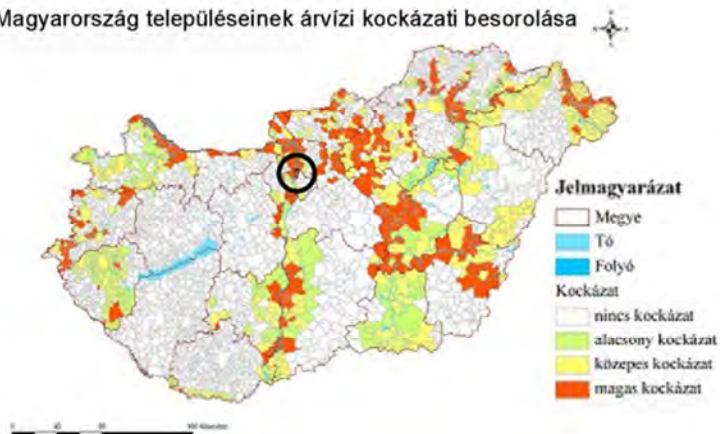 Magyarország településeinek árvízi kockázati besorolása
Jelmagyarázat
Megye
Tó
Folyó
Kockázat
nincs kockázat
alacsony kockázat
közepes kockázat
magas kockázat